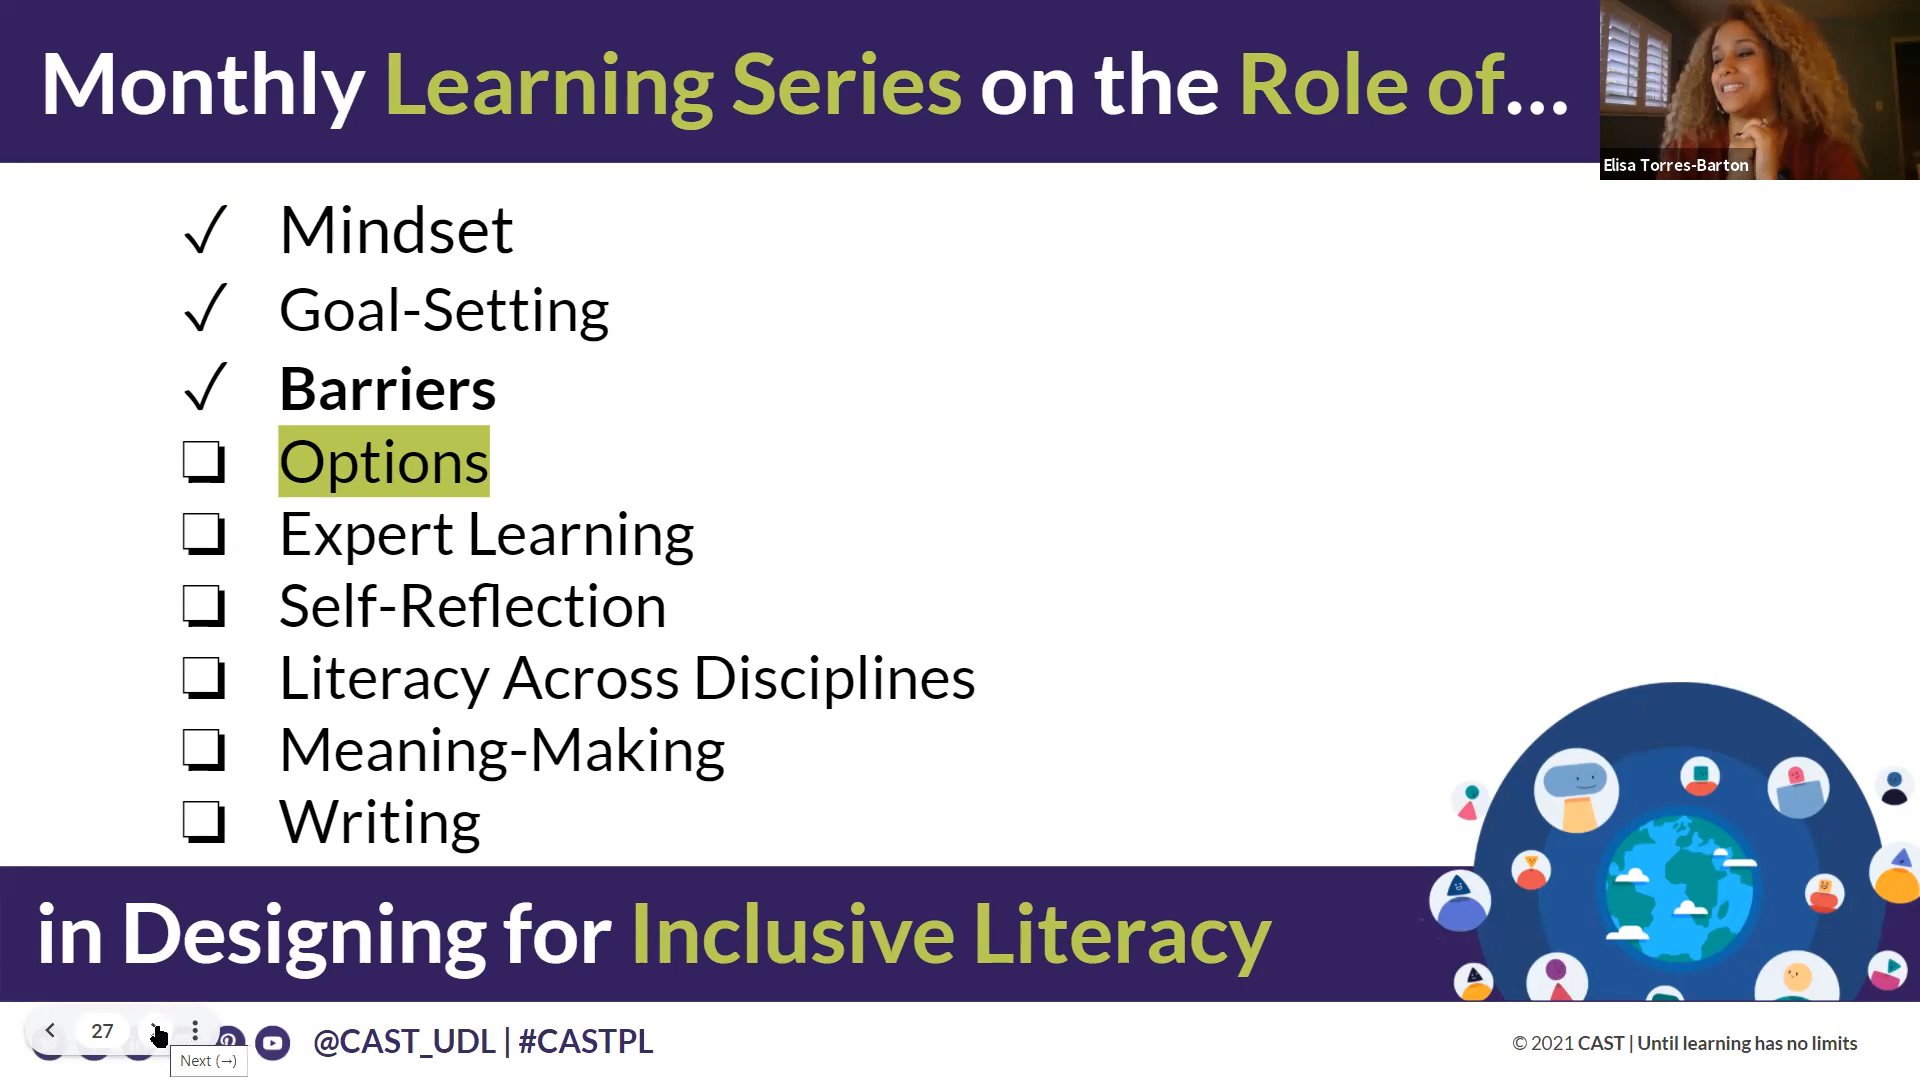 Monthly Learning Series on the Role of...
Elisa Torres-Barton
✓ Mindset
✓ Goal-Setting
✓ Barriers
❏ Options
❏ Expert Learning
❏ Self-Reflection
❏ Literacy Across Disciplines
❏ Meaning-Making
❏ Writing
in Designing for Inclusive Literacy
27
@CAST_UDL | #CASTPL
© 2021 CAST | Until learning has no limits
Next (→)